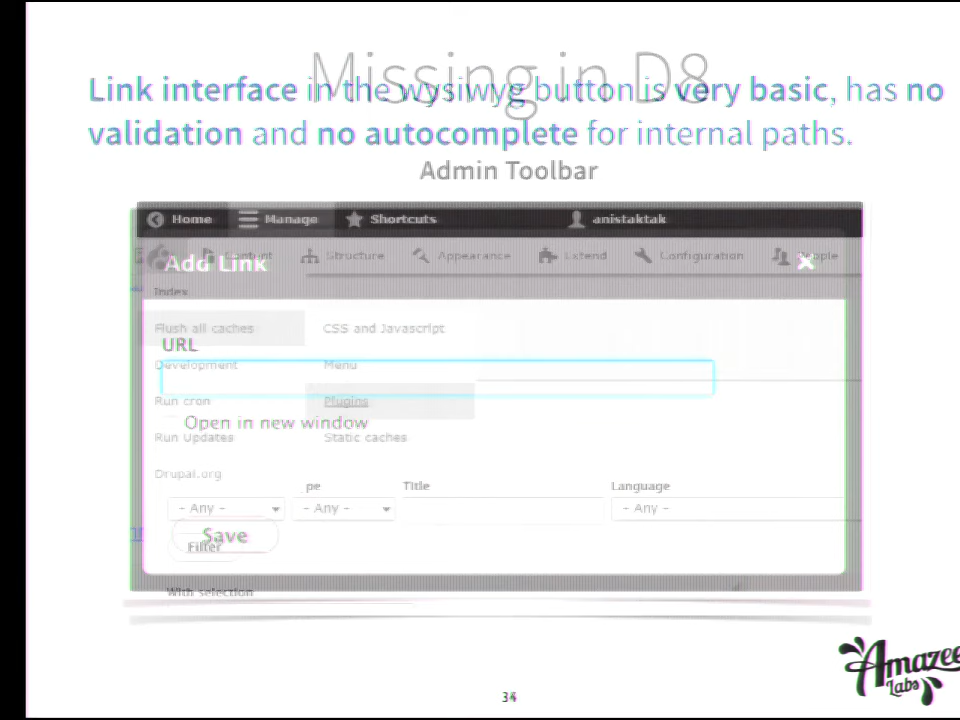 Missing in D8
Link interface in the wysiwyg button is very basic, has no
validation and no autocomplete for internal paths.
Admin Toolbar
Home Manage Shortcuts anistaktak
Content Structure Appearance Extend Configuration People
Add Link
Index
Flush all caches CSS and Javascript
URL
Development Menu
Run cron Plugins
Open in new window
Run Updates Static caches
Drupal.org
pe Title Language
- Any - - Any - - Any -
Save
Filter
With selection
Amazee
Labs
34